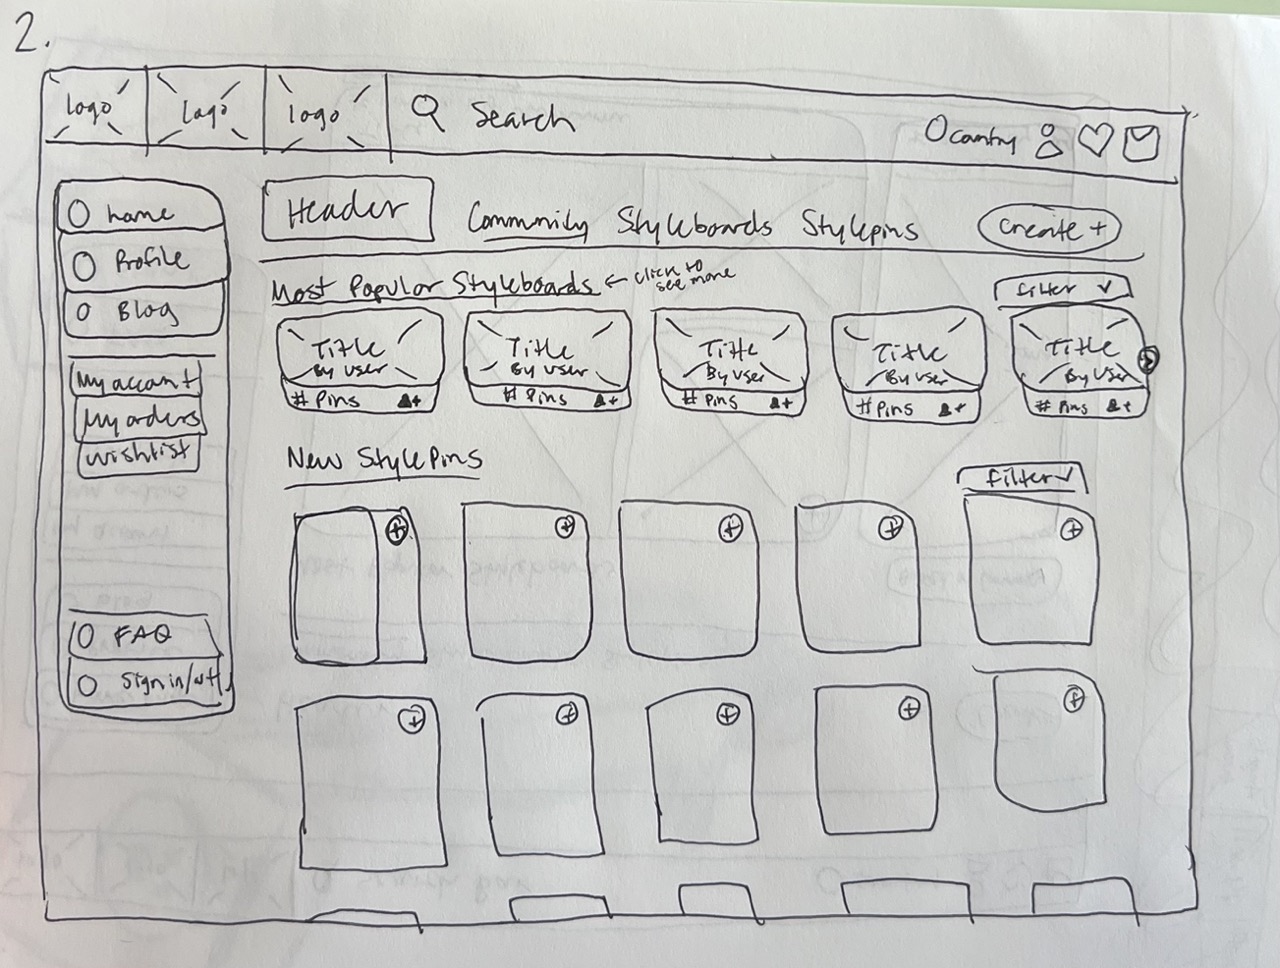 2.
logo logo logo Search O country
O home
O Profile
O Blog
My account
My orders
Wishlist
O FAQ
O Sign in/out
Header Community Styleboards Stylepins Create +
Most Popular Styleboards ← click to
see more
Filter
Title Title Title Title Title
By user By user By user By user By user
# Pins # Pins # Pins # Pins # Pins
New StylePins
Filter